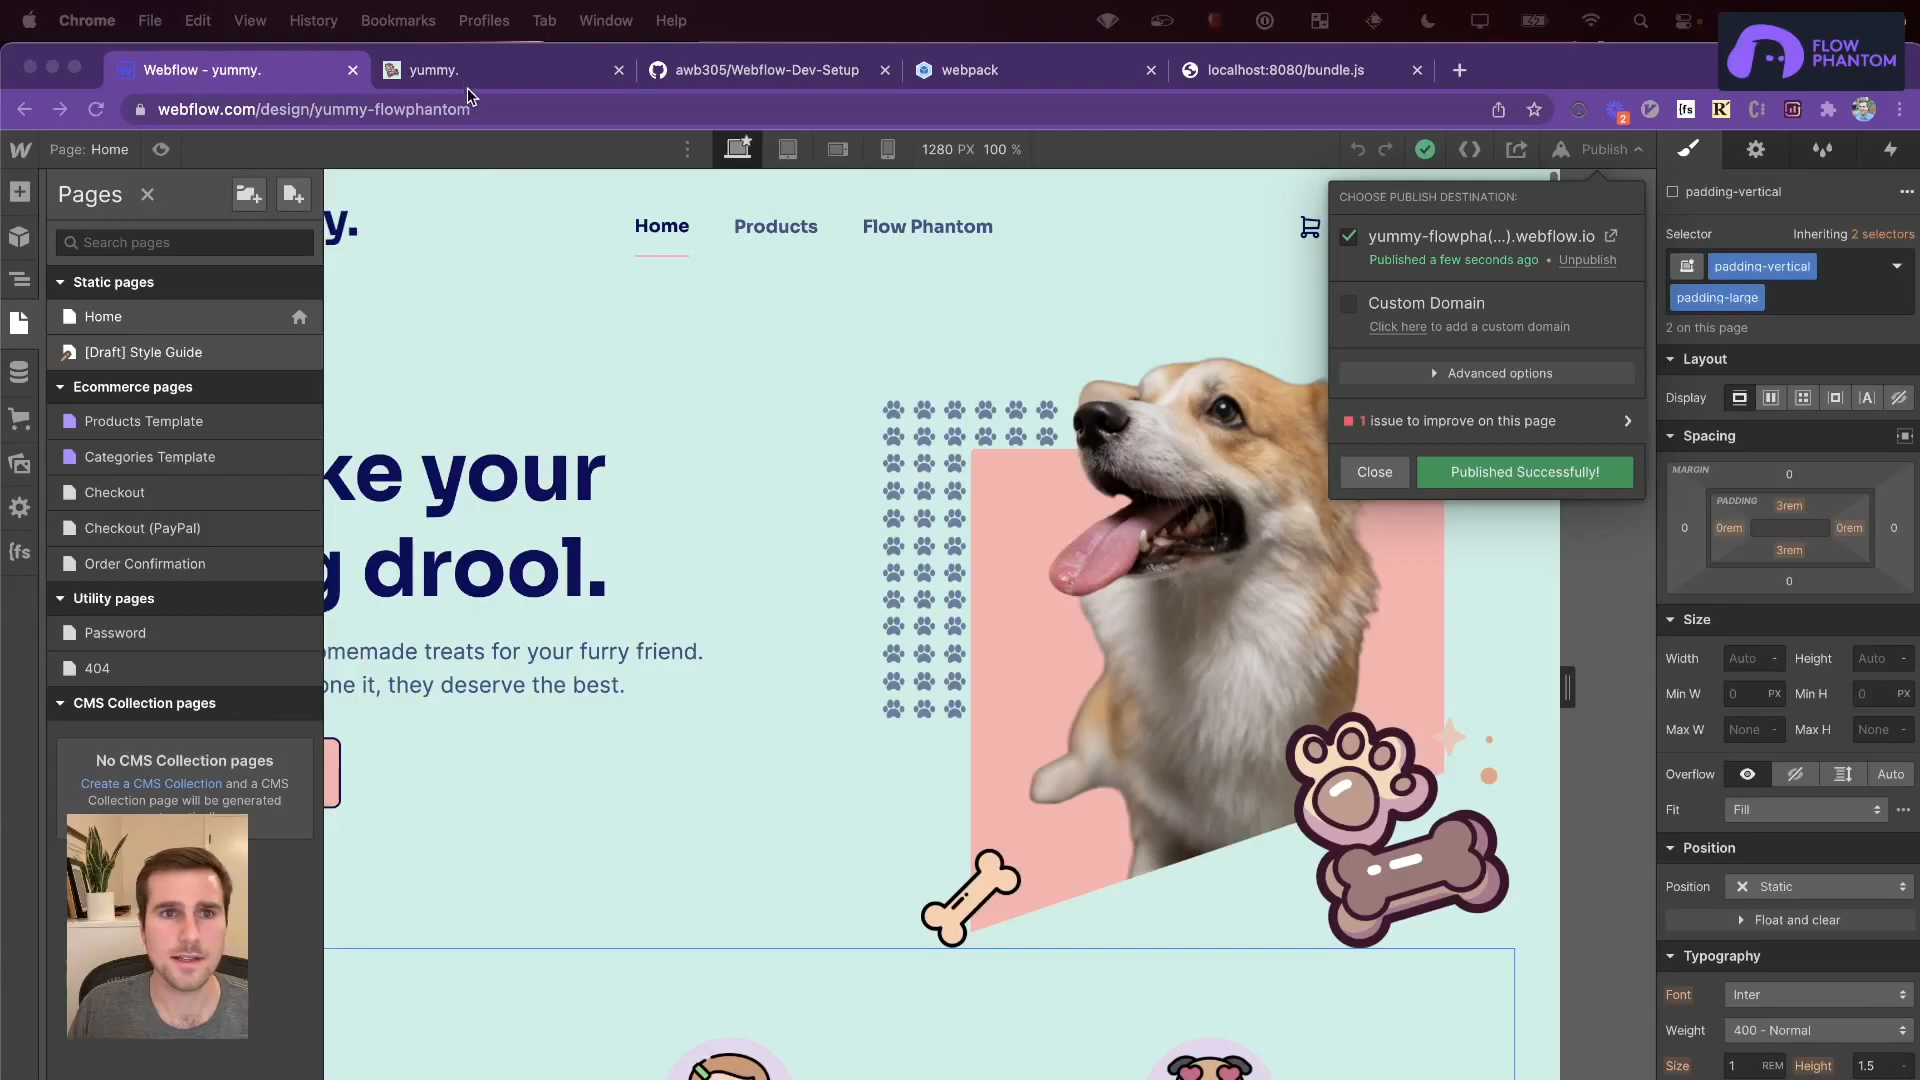 Chrome File Edit View History Bookmarks Profiles Tab Window Help
FLOW PHANTOM
Webflow - yummy.
yummy.
awb305/Webflow-Dev-Setup
webpack
localhost:8080/bundle.js
webflow.com/design/yummy-flowphantom
2
Page: Home
1280 PX 100 %
Publish
Pages
Search pages
Static pages
Home
[Draft] Style Guide
Ecommerce pages
Products Template
Categories Template
Checkout
Checkout (PayPal)
Order Confirmation
Utility pages
Password
404
CMS Collection pages
No CMS Collection pages
Create a CMS Collection and a CMS
Collection page will be generated
y.
Home
Products
Flow Phantom
ke your
g drool.
memade treats for your furry friend.
one it, they deserve the best.
CHOOSE PUBLISH DESTINATION:
yummy-flowpha(...).webflow.io
Published a few seconds ago • Unpublish
Custom Domain
Click here to add a custom domain
Advanced options
1 issue to improve on this page
Close
Published Successfully!
padding-vertical
Selector
Inheriting 2 selectors
padding-vertical
padding-large
2 on this page
Layout
Display
Spacing
MARGIN
0
PADDING
3rem
0
0rem
0rem
0
3rem
0
Size
Width Auto - Height Auto -
Min W 0 PX Min H 0 PX
Max W None - Max H None -
Overflow Auto
Fit Fill
Position
Position Static
Float and clear
Typography
Font Inter
Weight 400 - Normal
Size 1 REM Height 1.5 -